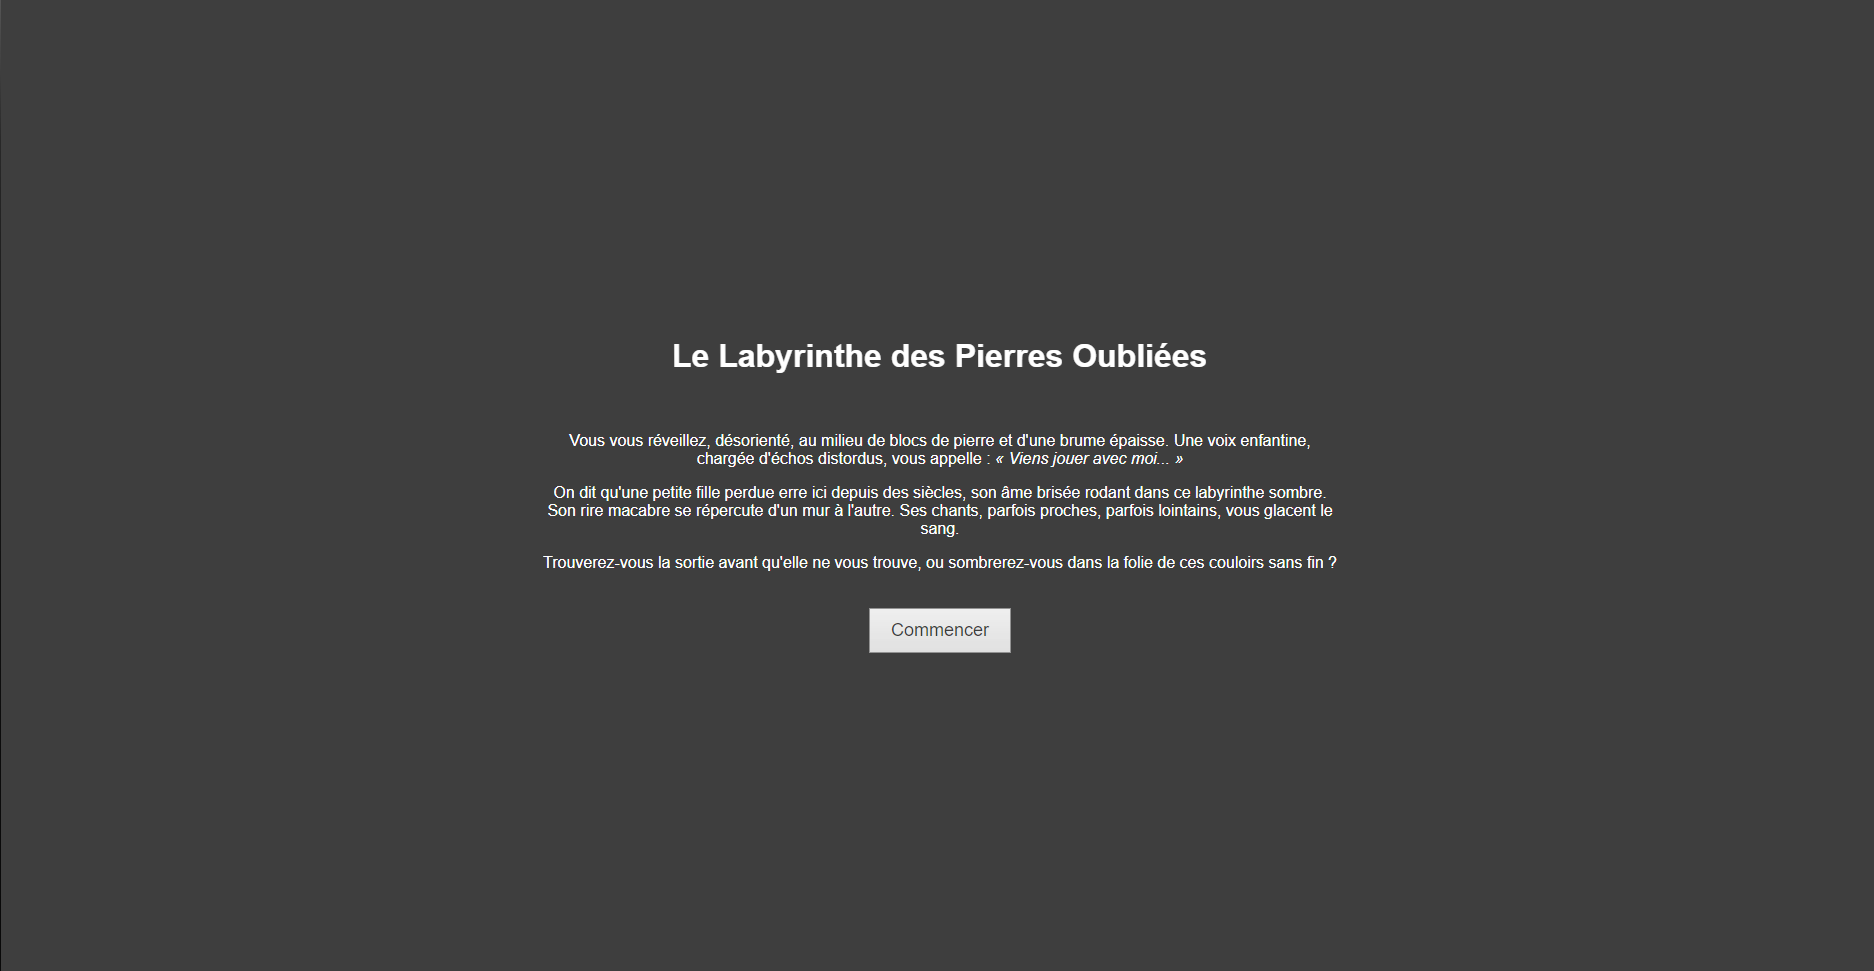 Le Labyrinthe des Pierres Oubliées
Vous vous réveillez, désorienté, au milieu de blocs de pierre et d'une brume épaisse. Une voix enfantine,
chargée d'échos distordus, vous appelle : « Viens jouer avec moi... »
On dit qu'une petite fille perdue erre ici depuis des siècles, son âme brisée rodant dans ce labyrinthe sombre.
Son rire macabre se répercute d'un mur à l'autre. Ses chants, parfois proches, parfois lointains, vous glacent le
sang.
Trouverez-vous la sortie avant qu'elle ne vous trouve, ou sombrerez-vous dans la folie de ces couloirs sans fin ?
Commencer